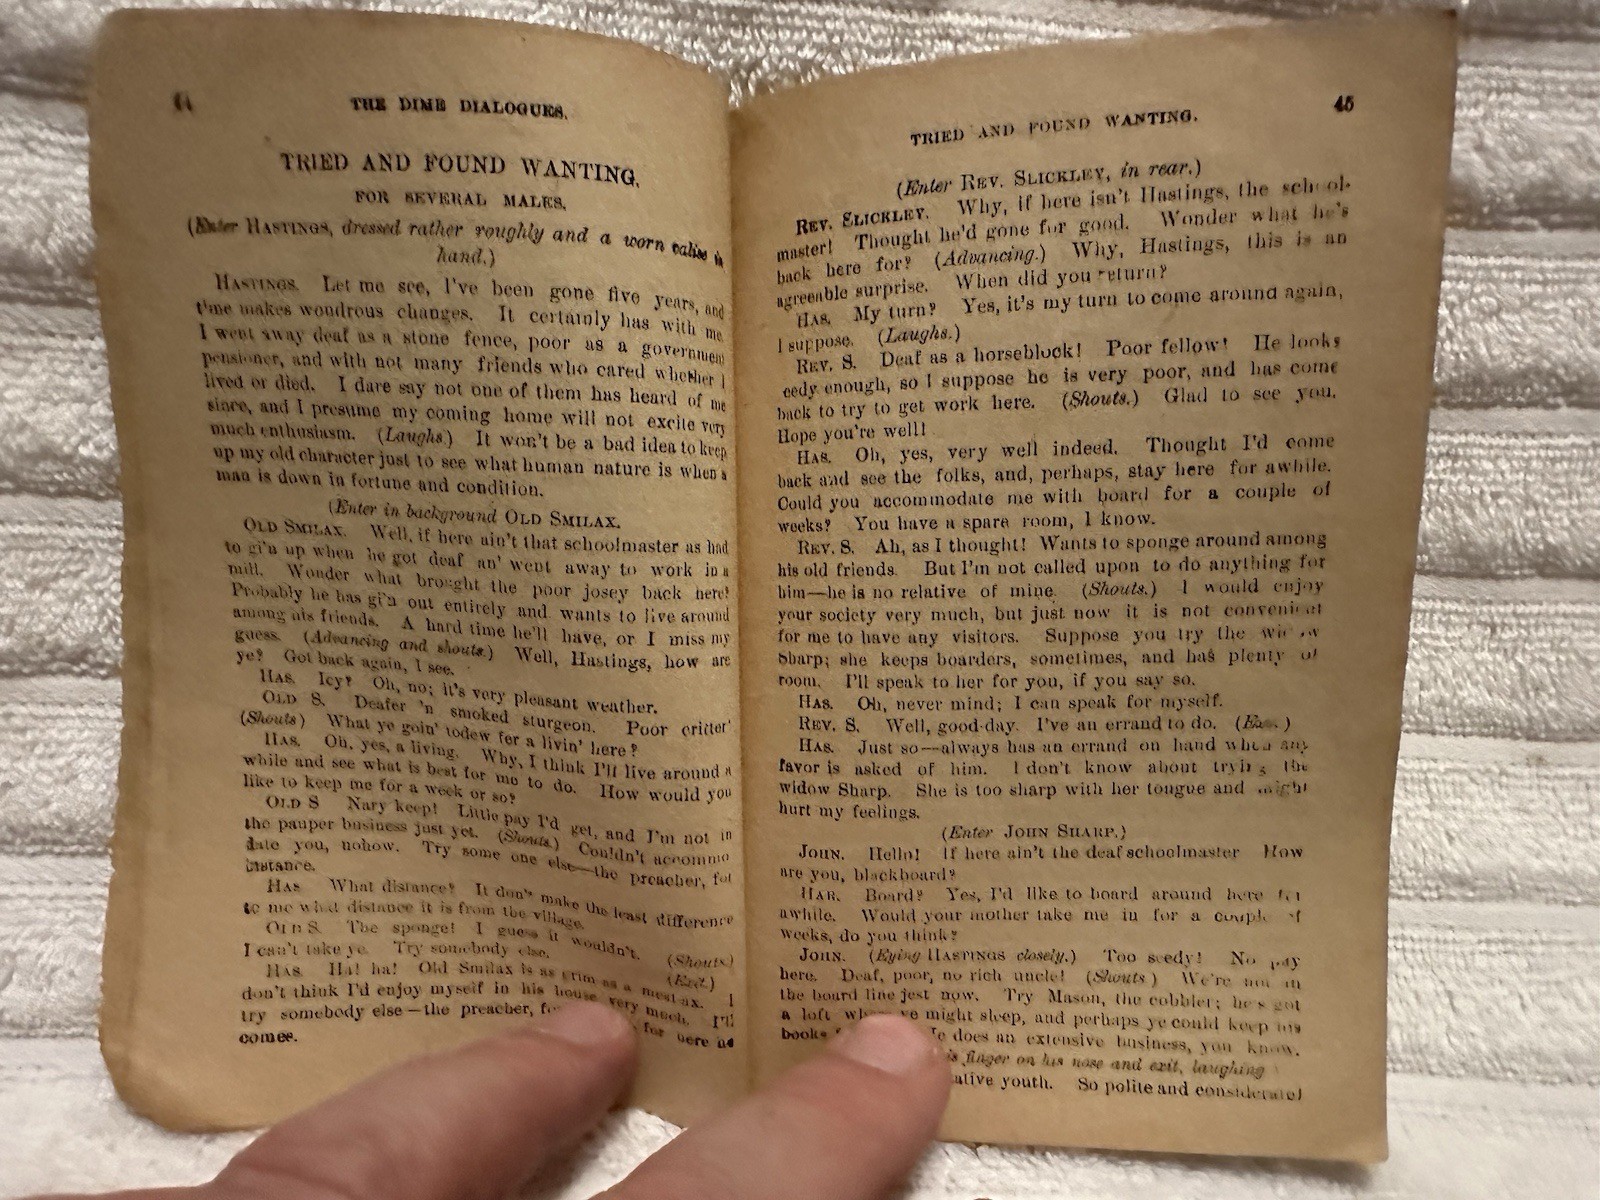 THE DIME DIALOGUES.
TRIED AND FOUND WANTING.
FOR SEVERAL MALES.
(Enter HASTINGS, dressed rather roughly and a worn valise in
hand.)
HASTINGS. Let me see, I've been gone five years, and
time makes wondrous changes. It certainly has with me.
I went away deaf as a stone fence, poor as a government
pensioner, and with not many friends who cared whether I
lived or died. I dare say not one of them has heard of me
since, and I presume my coming home will not excite very
much enthusiasm. (Laughs.) It won't be a bad idea to keep
up my old character just to see what human nature is when a
man is down in fortune and condition.
(Enter in background OLD SMILAX.
OLD SMILAX. Well, if here ain't that schoolmaster as had
to gi'n up when he got deaf an' went away to work in a
mill. Wonder what brought the poor josey back here?
Probably he has gi'n out entirely and wants to live around
among his friends. A hard time he'll have, or I miss my
guess. (Advancing and shouts.) Well, Hastings, how are
ye? Got back again, I see.
HAS. Icy? Oh, no; it's very pleasant weather.
OLD S. Deafer 'n smoked sturgeon. Poor critter!
(Shouts) What ye goin' todew fer a livin' here?
HAS. Oh, yes, a living. Why, I think I'll live around a
while and see what is best for me to do. How would you
like to keep me for a week or so?
OLD S Nary keep! Little pay I'd get, and I'm not in
the pauper business just yet. (Shouts.) Couldn't accommo
date you, nohow. Try some one else—the preacher, for
instance.
HAS What distance? It don't make the least difference
to me what distance it is from the village.
OLD S. The sponge! I guess it wouldn't. (Shouts.)
I can't take ye. Try somebody else. (Exit.)
HAS. Ha! ha! Old Smilax is as grim as a meat-ax. I
don't think I'd enjoy myself in his house very much. I'll
try somebody else—the preacher, for here he
comes.
45
TRIED AND FOUND WANTING.
(Enter REV. SLICKLEY, in rear.)
REV. SLICKLEY. Why, if here isn't Hastings, the school-
master! Thought he'd gone for good. Wonder what he's
back here for? (Advancing.) Why, Hastings, this is an
agreeable surprise. When did you return?
HAS. My turn? Yes, it's my turn to come around again,
I suppose. (Laughs.)
REV. S. Deaf as a horseblock! Poor fellow! He looks
eedy enough, so I suppose he is very poor, and has come
back to try to get work here. (Shouts.) Glad to see you.
Hope you're well!
HAS. Oh, yes, very well indeed. Thought I'd come
back and see the folks, and, perhaps, stay here for awhile.
Could you accommodate me with board for a couple of
weeks? You have a spare room, I know.
REV. S. Ah, as I thought! Wants to sponge around among
his old friends. But I'm not called upon to do anything for
him—he is no relative of mine. (Shouts.) I would enjoy
your society very much, but just now it is not convenient
for me to have any visitors. Suppose you try the widow
Sharp; she keeps boarders, sometimes, and has plenty of
room. I'll speak to her for you, if you say so.
HAS. Oh, never mind; I can speak for myself.
REV. S. Well, good-day. I've an errand to do.
HAS. Just so—always has an errand on hand when any
favor is asked of him. I don't know about trying the
widow Sharp. She is too sharp with her tongue and might
hurt my feelings.
(Enter JOHN SHARP.)
JOHN. Hello! If here ain't the deaf schoolmaster How
are you, blackboard?
HAR. Board? Yes, I'd like to board around here for
awhile. Would your mother take me in for a couple of
weeks, do you think?
JOHN. (Eying HASTINGS closely.) Too seedy! No pay
here. Deaf, poor, no rich uncle! (Shouts) We're not in
the board line jest now. Try Mason, the cobbler; he's got
a loft where ye might sleep, and perhaps ye could keep his
books He does an extensive business, you know.
finger on his nose and exit, laughing
youth. So polite and considerate!